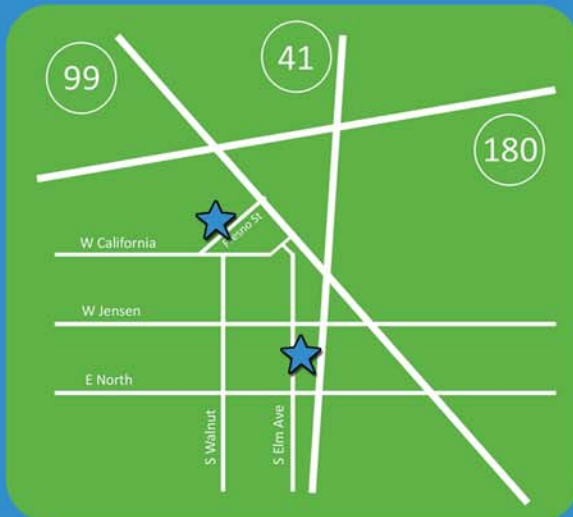 41
99
180
Fresno St
W California
W Jensen
E North
S Walnut
S Elm Ave